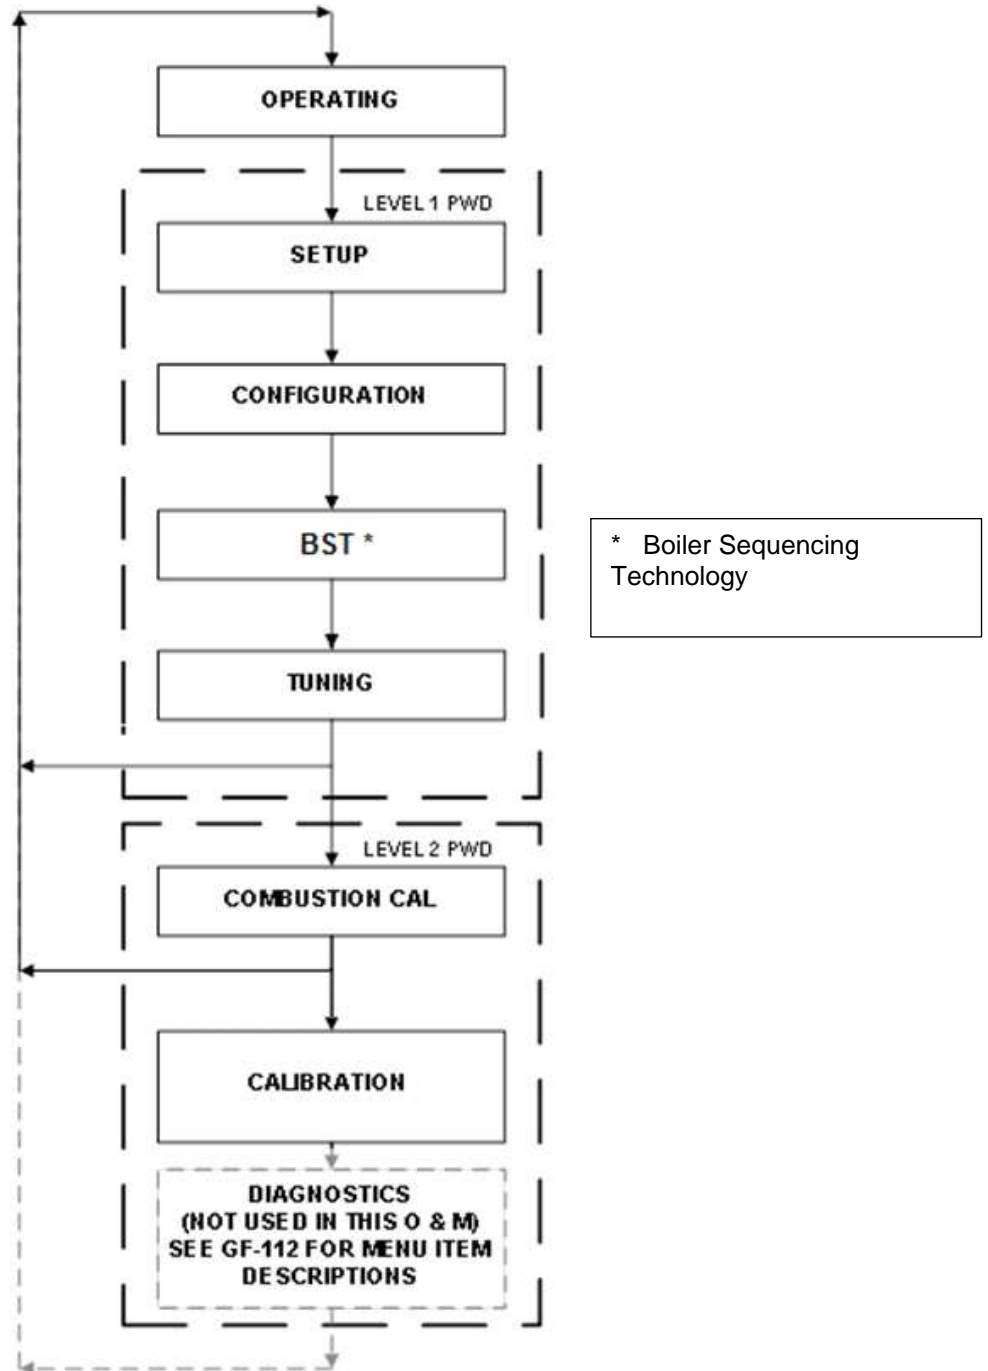 OPERATING
LEVEL 1 PWD
SETUP
CONFIGURATION
BST *
* Boiler Sequencing
Technology
TUNING
LEVEL 2 PWD
COMBUSTION CAL
CALIBRATION
DIAGNOSTICS
(NOT USED IN THIS O & M)
SEE GF-112 FOR MENU ITEM
DESCRIPTIONS